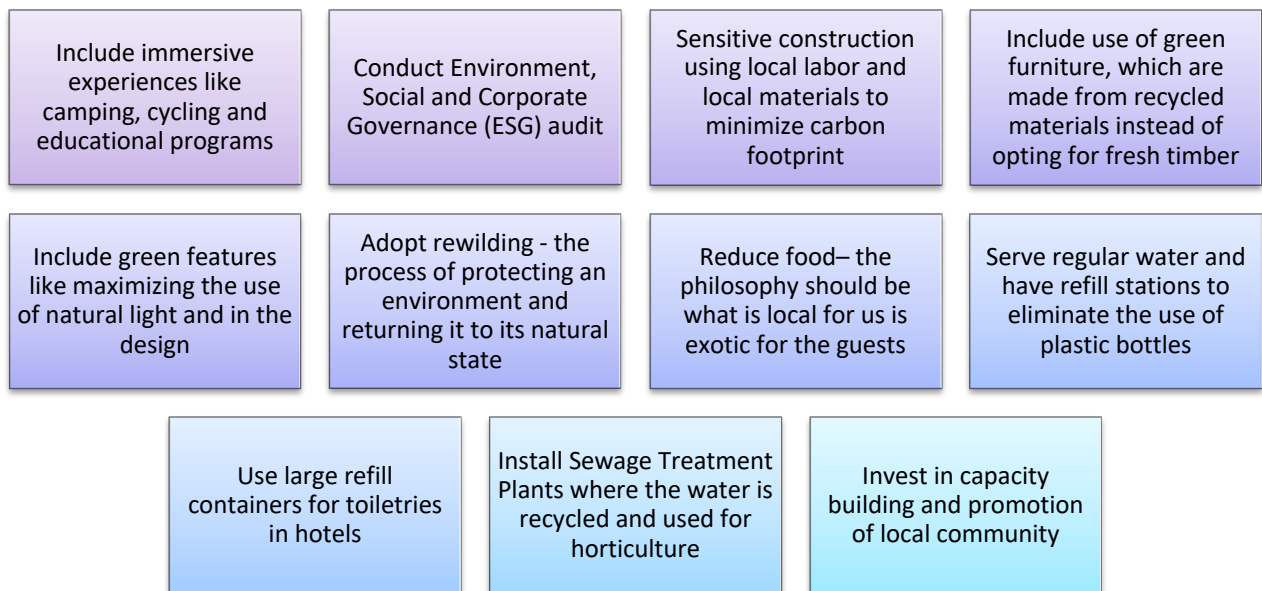 Include immersive
experiences like
camping, cycling and
educational programs
Conduct Environment,
Social and Corporate
Governance (ESG) audit
Sensitive construction
using local labor and
local materials to
minimize carbon
footprint
Include use of green
furniture, which are
made from recycled
materials instead of
opting for fresh timber
Include green features
like maximizing the use
of natural light and in the
design
Adopt rewilding - the
process of protecting an
environment and
returning it to its natural
state
Reduce food– the
philosophy should be
what is local for us is
exotic for the guests
Serve regular water and
have refill stations to
eliminate the use of
plastic bottles
Use large refill
containers for toiletries
in hotels
Install Sewage Treatment
Plants where the water is
recycled and used for
horticulture
Invest in capacity
building and promotion
of local community